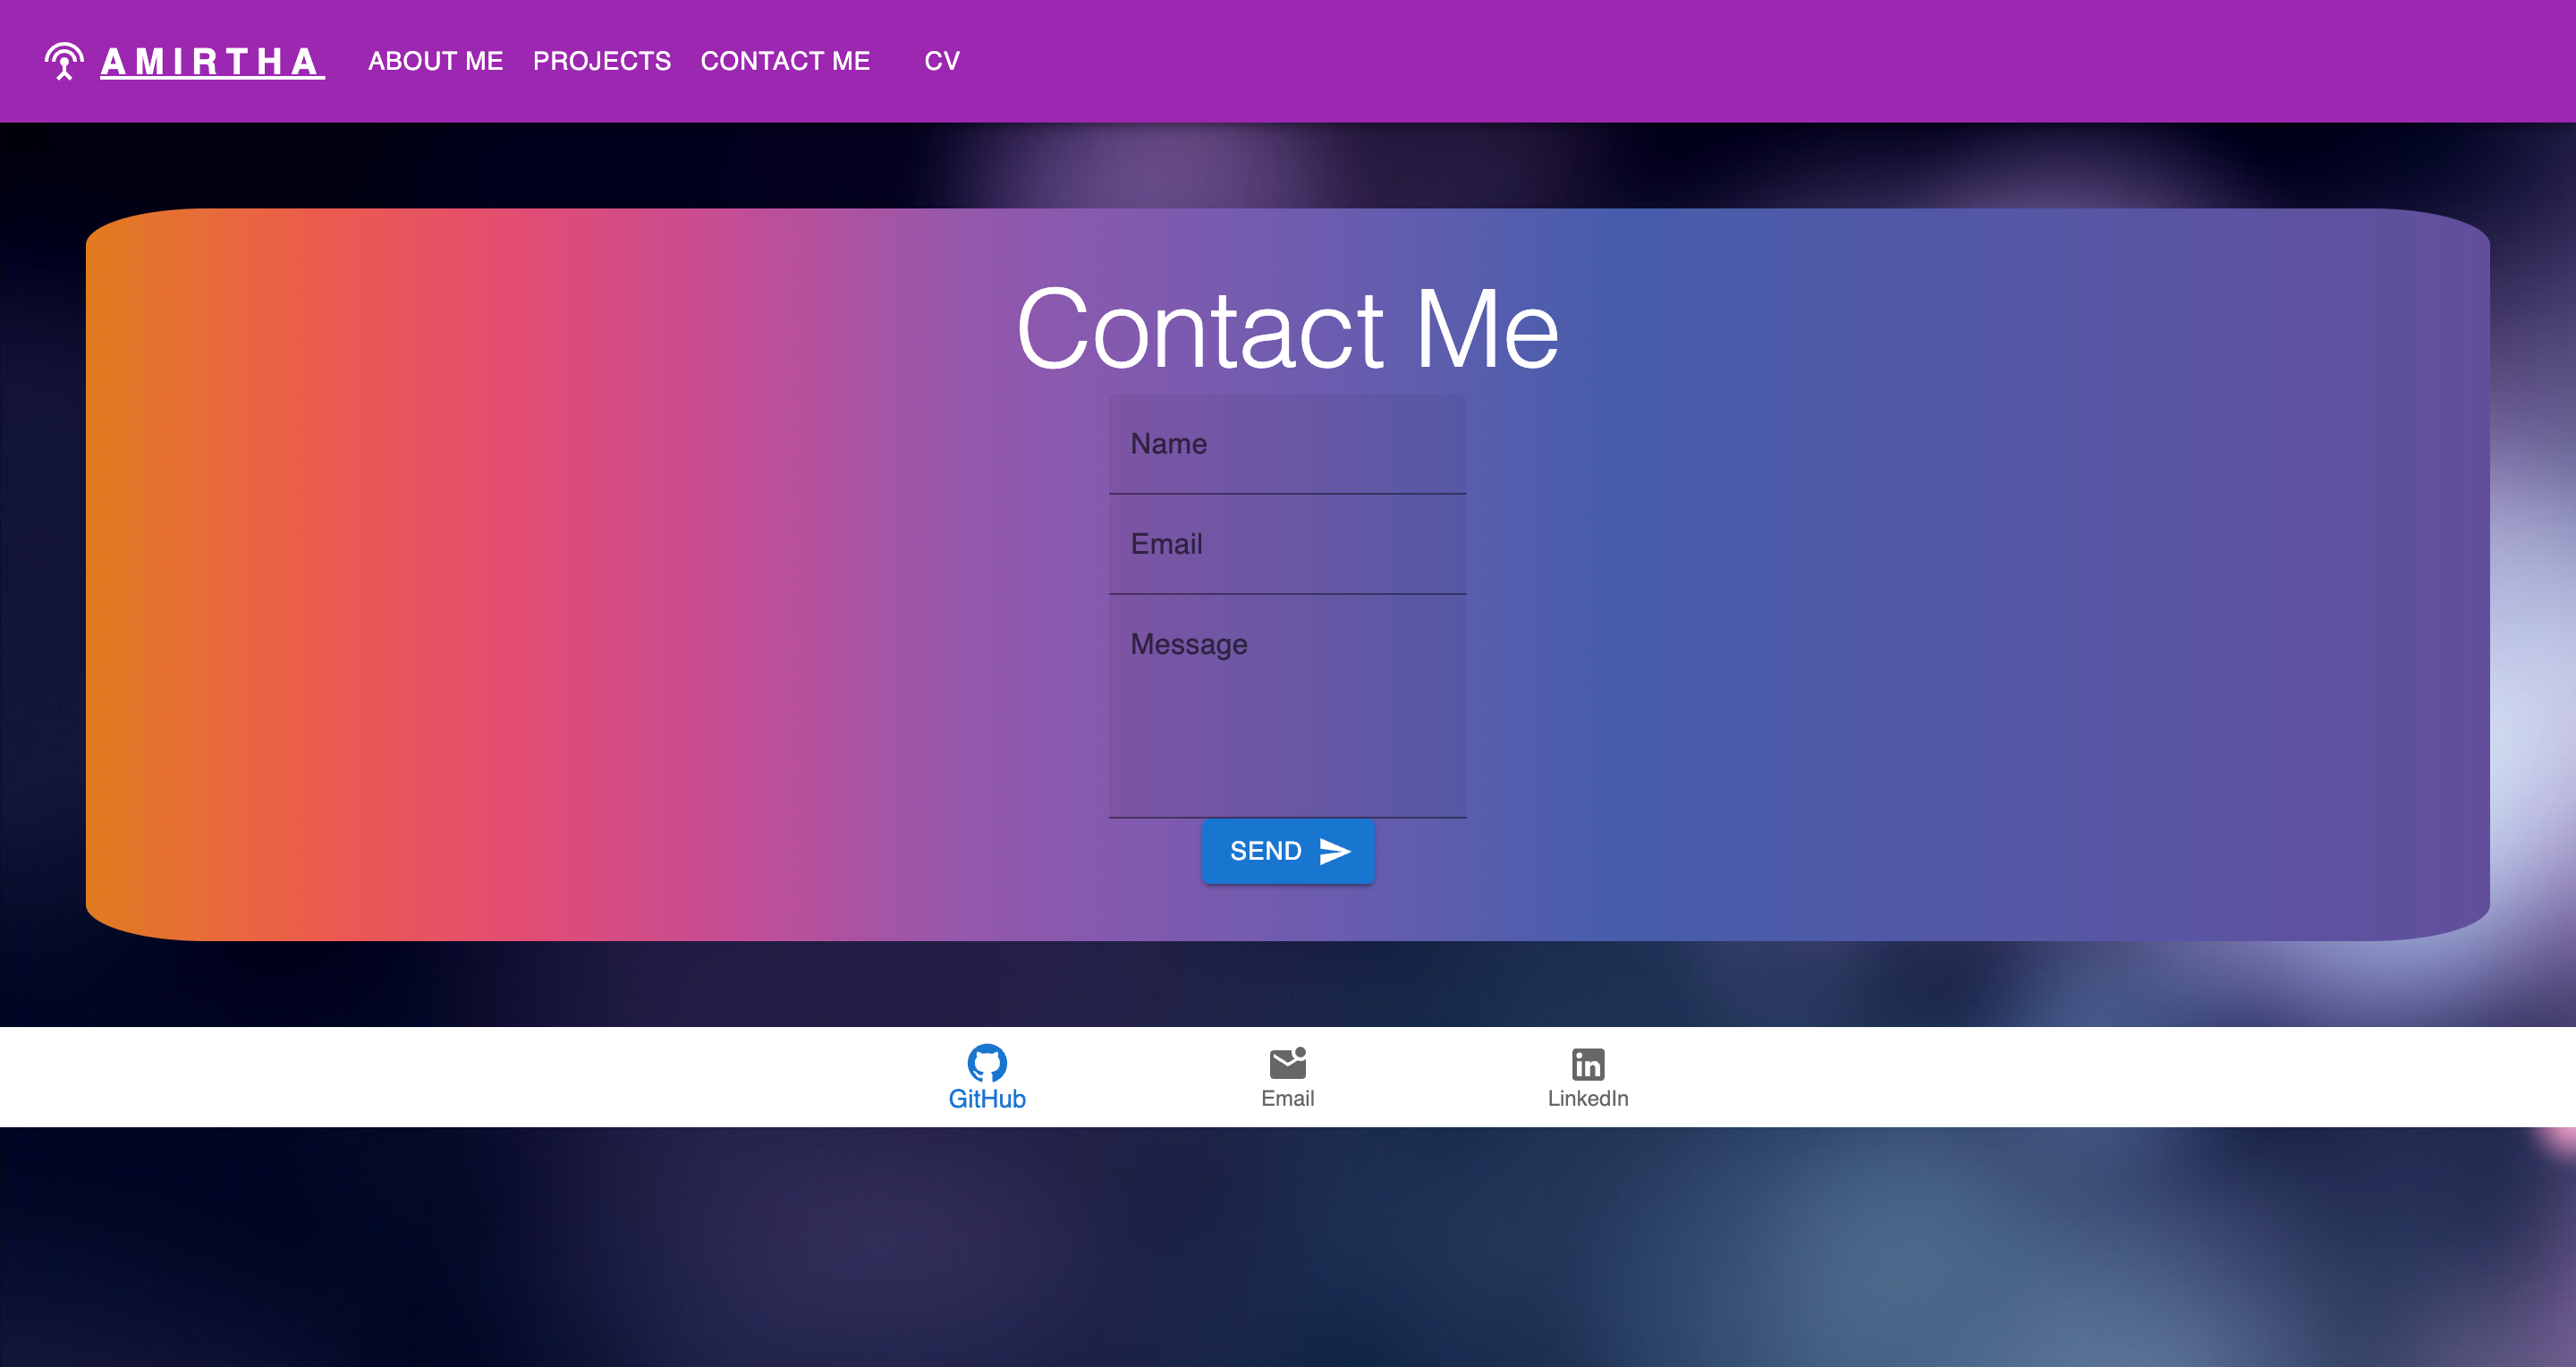 AMIRTHA ABOUT ME PROJECTS CONTACT ME CV
Contact Me
Name
Email
Message
SEND
GitHub Email LinkedIn